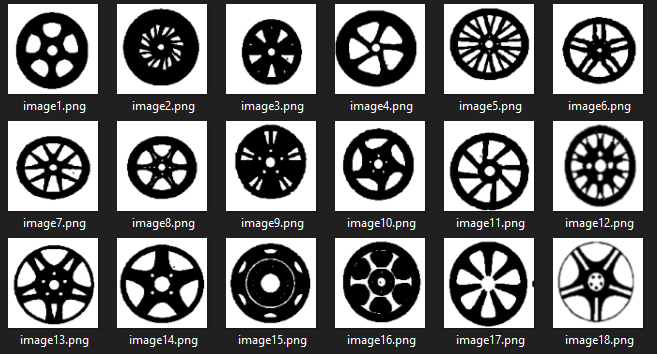 image1.png image2.png image3.png image4.png image5.png image6.png
image7.png image8.png image9.png image10.png image11.png image12.png
image13.png image14.png image15.png image16.png image17.png image18.png